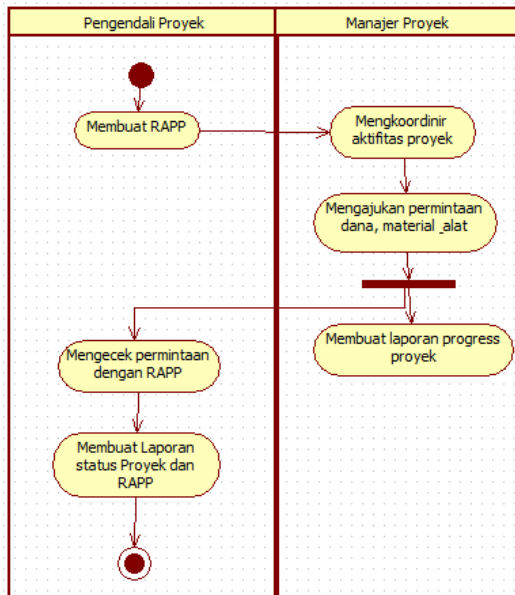 Pengendali Proyek
Manajer Proyek
Membuat RAPP
Mengkoordinir
aktifitas proyek
Mengajukan permintaan
dana, material _alat
Membuat laporan progress
proyek
Mengecek permintaan
dengan RAPP
Membuat Laporan
status Proyek dan
RAPP